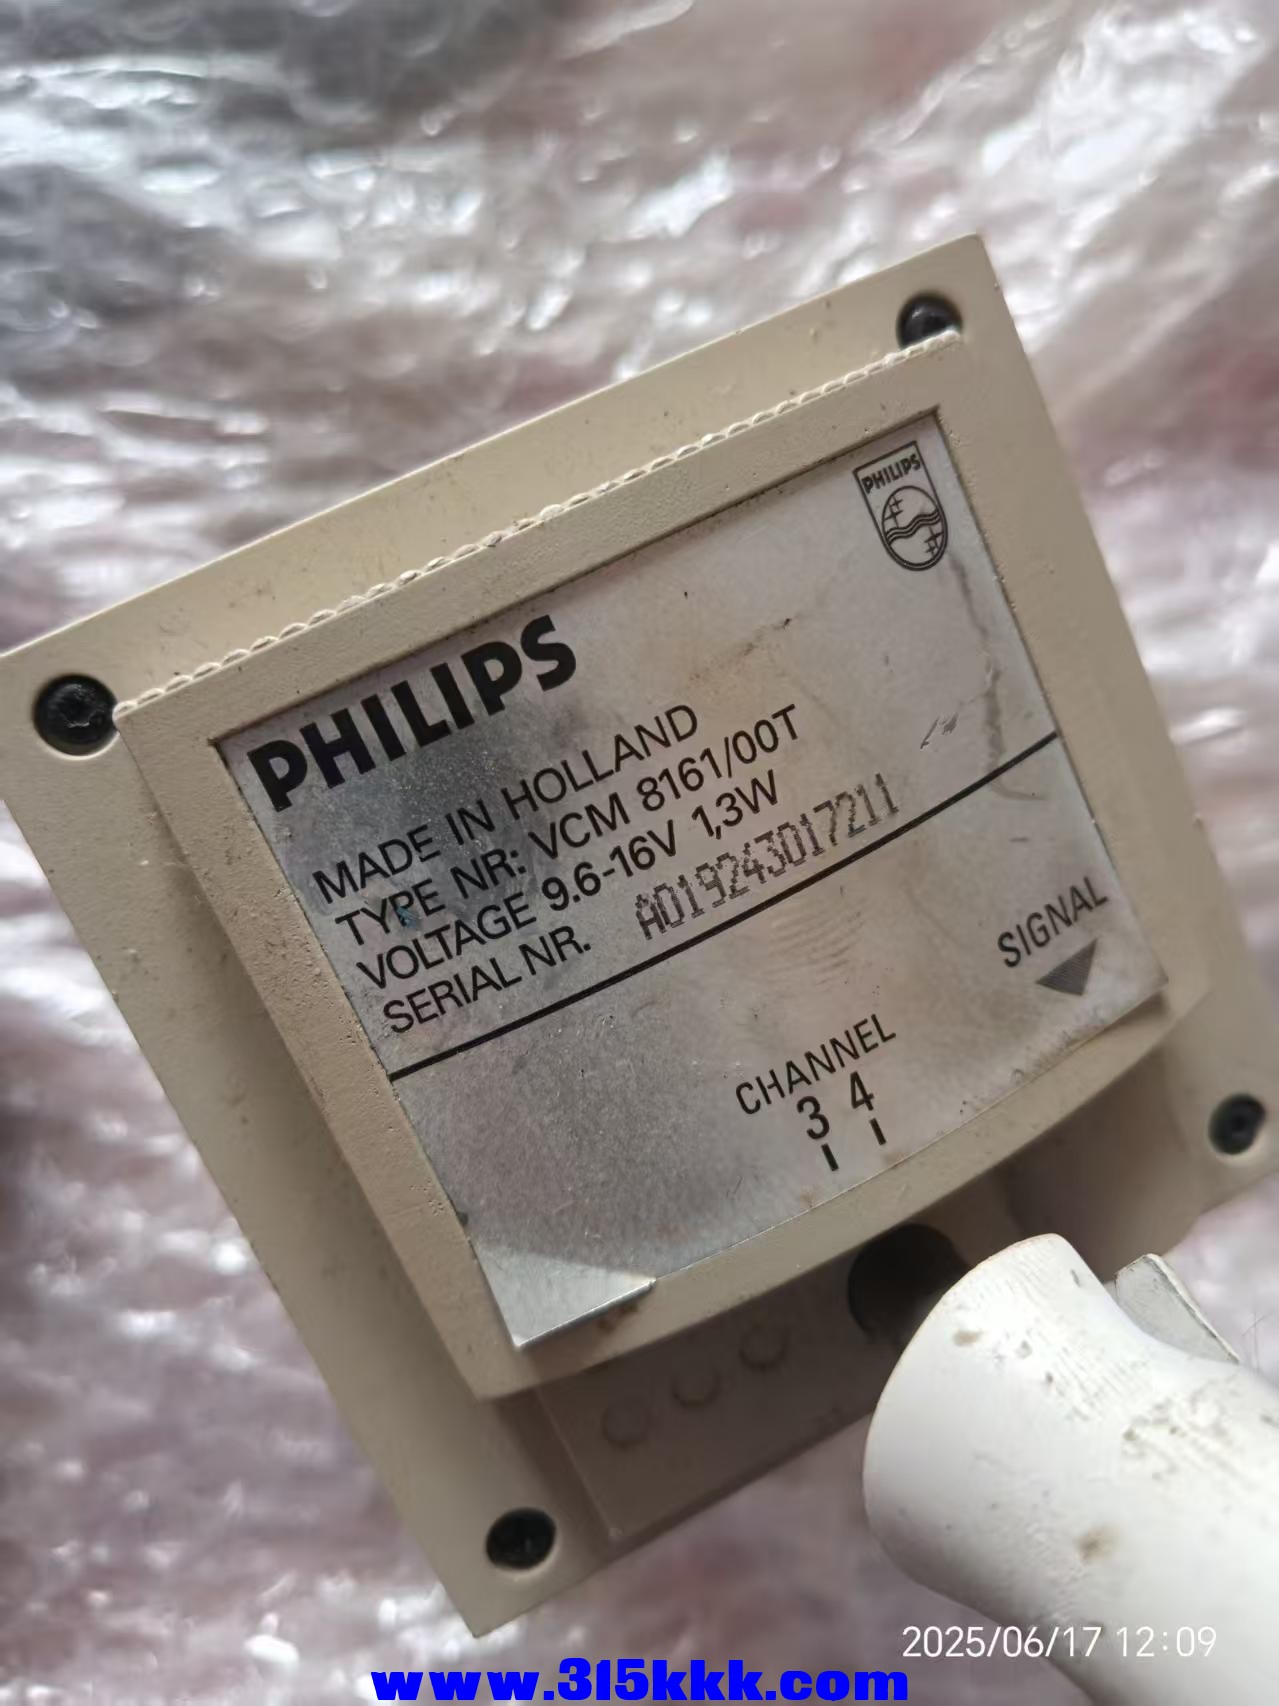 PHILIPS
PHILIPS
MADE IN HOLLAND
TYPE NR: VCM 8161/00T
VOLTAGE 9.6-16V 1,3W
SERIAL NR. A019243017211
SIGNAL
CHANNEL
3 4
2025/06/17 12:09
www.315kkk.com